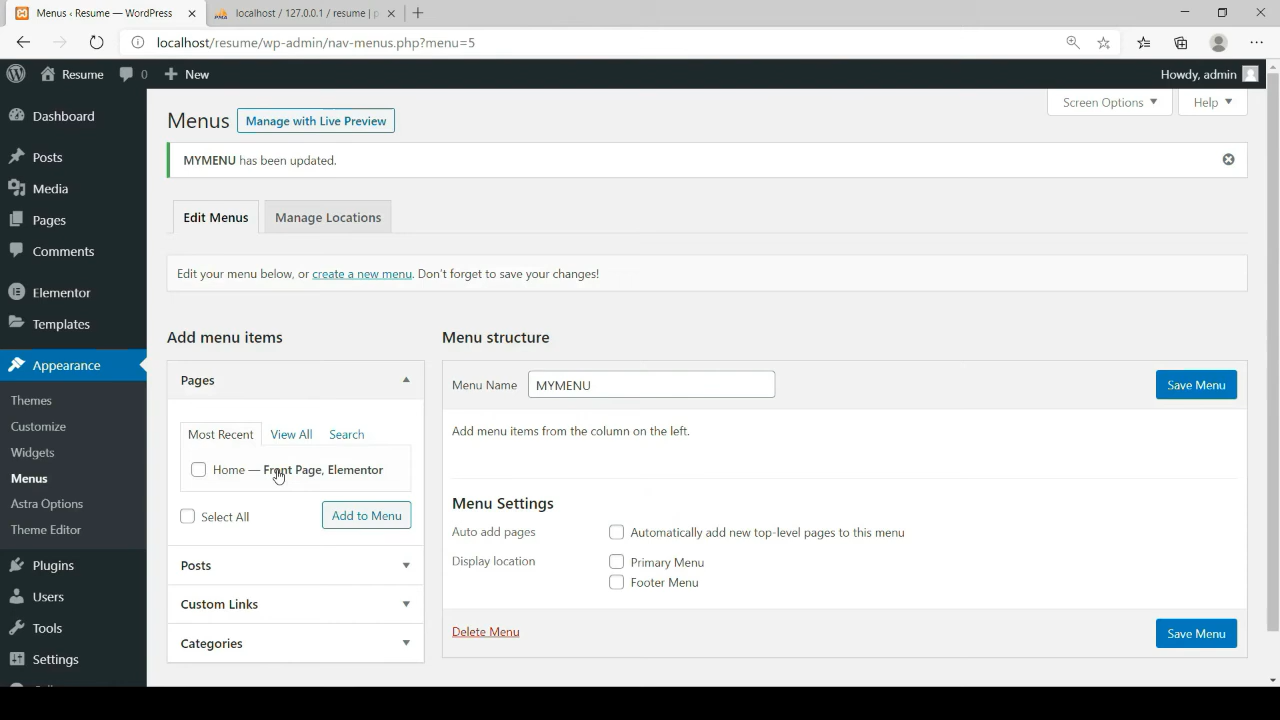 Menus ‹ Resume — WordPress
localhost / 127.0.0.1 / resume | p
localhost/resume/wp-admin/nav-menus.php?menu=5
Resume
0
New
Howdy, admin
Dashboard
Posts
Media
Pages
Comments
Elementor
Templates
Appearance
Themes
Customize
Widgets
Menus
Astra Options
Theme Editor
Plugins
Users
Tools
Settings
Screen Options
Help
Menus
Manage with Live Preview
MYMENU has been updated.
Edit Menus
Manage Locations
Edit your menu below, or create a new menu. Don't forget to save your changes!
Add menu items
Pages
Most Recent
View All
Search
Home — Front Page, Elementor
Select All
Add to Menu
Posts
Custom Links
Categories
Menu structure
Menu Name
MYMENU
Save Menu
Add menu items from the column on the left.
Menu Settings
Auto add pages
Automatically add new top-level pages to this menu
Display location
Primary Menu
Footer Menu
Delete Menu
Save Menu